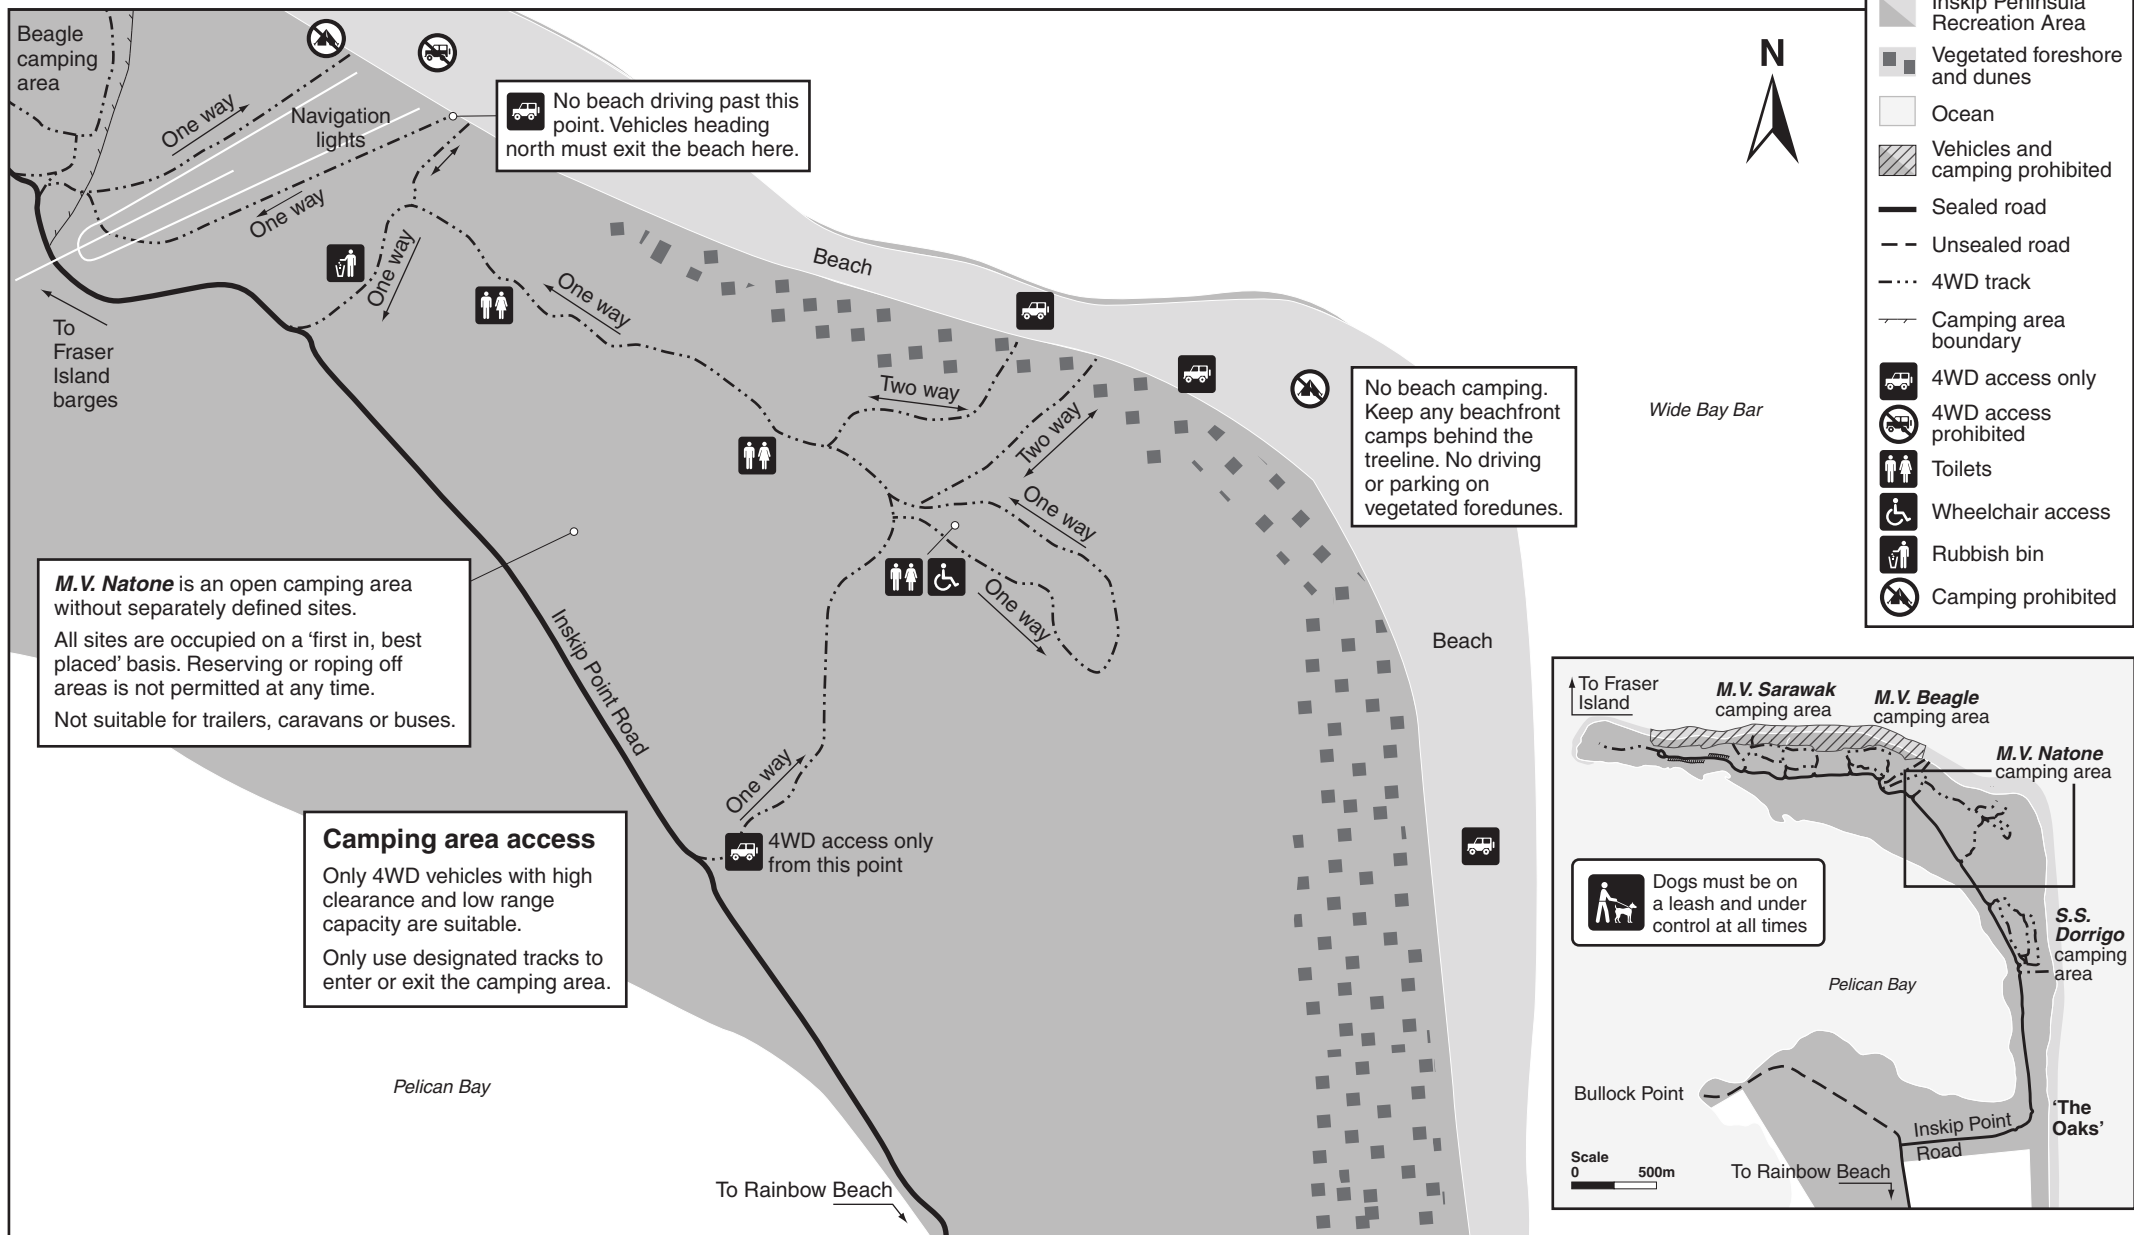 Beagle
camping
area
One way
Navigation
lights
One way
No beach driving past this
point. Vehicles heading
north must exit the beach here.
One way
One way
Beach
To
Fraser
Island
barges
Two way
Two way
One way
One way
No beach camping.
Keep any beachfront
camps behind the
treeline. No driving
or parking on
vegetated foredunes.
Wide Bay Bar
N
M.V. Natone is an open camping area
without separately defined sites.
All sites are occupied on a ‘first in, best
placed’ basis. Reserving or roping off
areas is not permitted at any time.
Not suitable for trailers, caravans or buses.
Inskip Point Road
Beach
One way
4WD access only
from this point
Camping area access
Only 4WD vehicles with high
clearance and low range
capacity are suitable.
Only use designated tracks to
enter or exit the camping area.
Pelican Bay
To Rainbow Beach
Inskip Peninsula
Recreation Area
Vegetated foreshore
and dunes
Ocean
Vehicles and
camping prohibited
Sealed road
Unsealed road
4WD track
Camping area
boundary
4WD access only
4WD access
prohibited
Toilets
Wheelchair access
Rubbish bin
Camping prohibited
To Fraser
Island
M.V. Sarawak
camping area
M.V. Beagle
camping area
M.V. Natone
camping area
Dogs must be on
a leash and under
control at all times
S.S.
Dorrigo
camping
area
Pelican Bay
Bullock Point
‘The
Oaks’
Inskip Point
Road
Scale
0 500m
To Rainbow Beach